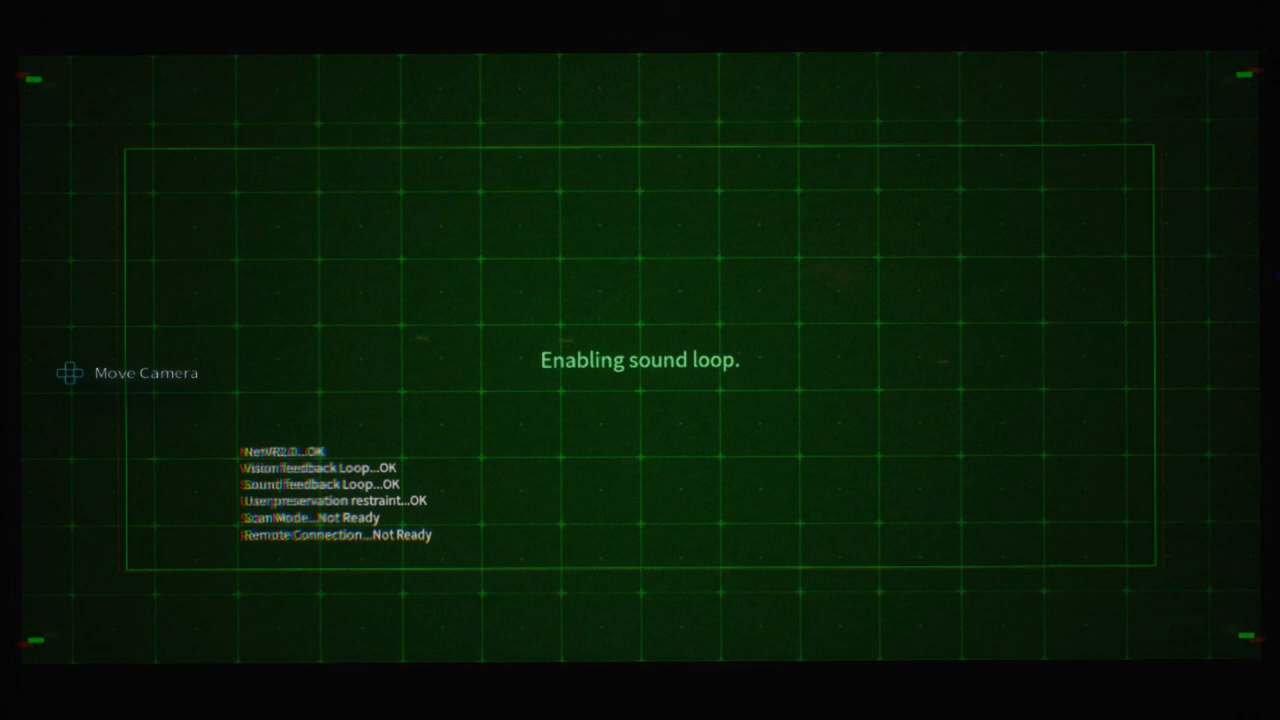 Enabling sound loop.
Move Camera
NerVR2.0...OK
Vision feedback Loop...OK
Sound feedback Loop...OK
User preservation restraint...OK
Scan Mode...Not Ready
Remote Connection...Not Ready